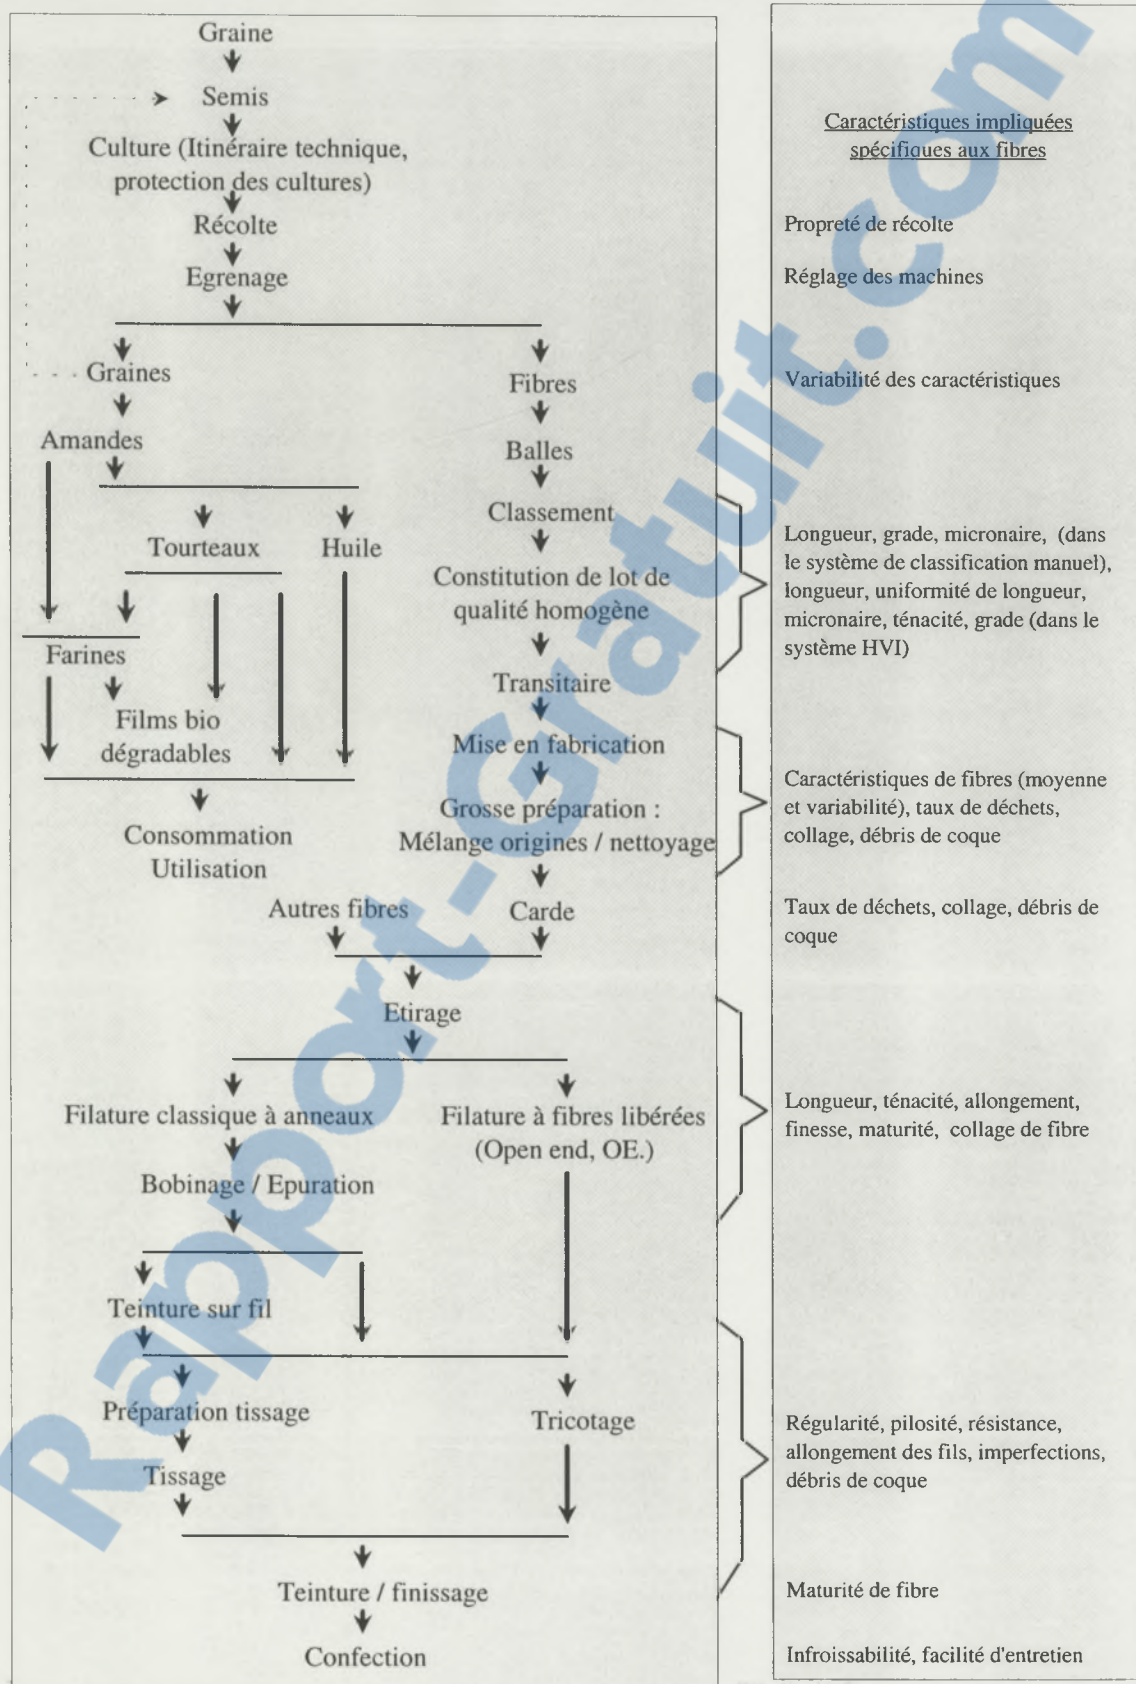 Graine
Semis
Culture (Itinéraire technique,
protection des cultures)
Récolte
Egrenage
Graines
Fibres
Amandes
Balles
Classement
Tourteaux
Huile
Constitution de lot de
qualité homogène
Farines
Transitaire
Films bio
dégradables
Mise en fabrication
Grosse préparation :
Mélange origines / nettoyage
Consommation
Utilisation
Autres fibres
Carde
Etirage
Filature classique à anneaux
Filature à fibres libérées
(Open end, OE.)
Bobinage / Epuration
Teinture sur fil
Préparation tissage
Tricotage
Tissage
Teinture / finissage
Confection
Caractéristiques impliquées
spécifiques aux fibres
Propreté de récolte
Réglage des machines
Variabilité des caractéristiques
Longueur, grade, micronaire, (dans
le système de classification manuel),
longueur, uniformité de longueur,
micronaire, ténacité, grade (dans le
système HVI)
Caractéristiques de fibres (moyenne
et variabilité), taux de déchets,
collage, débris de coque
Taux de déchets, collage, débris de
coque
Longueur, ténacité, allongement,
finesse, maturité, collage de fibre
Régularité, pilosité, résistance,
allongement des fils, imperfections,
débris de coque
Maturité de fibre
Infroissabilité, facilité d'entretien
Rapport-Gratuit.com